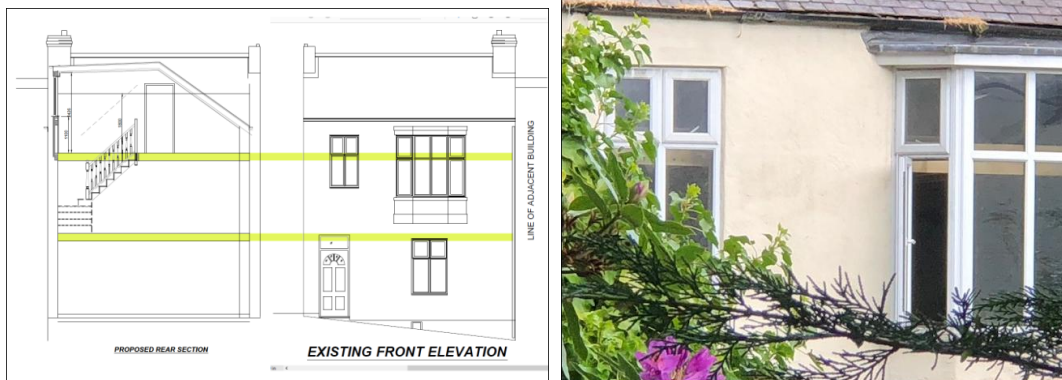 PROPOSED REAR SECTION
EXISTING FRONT ELEVATION
LINE OF ADJACENT BUILDING